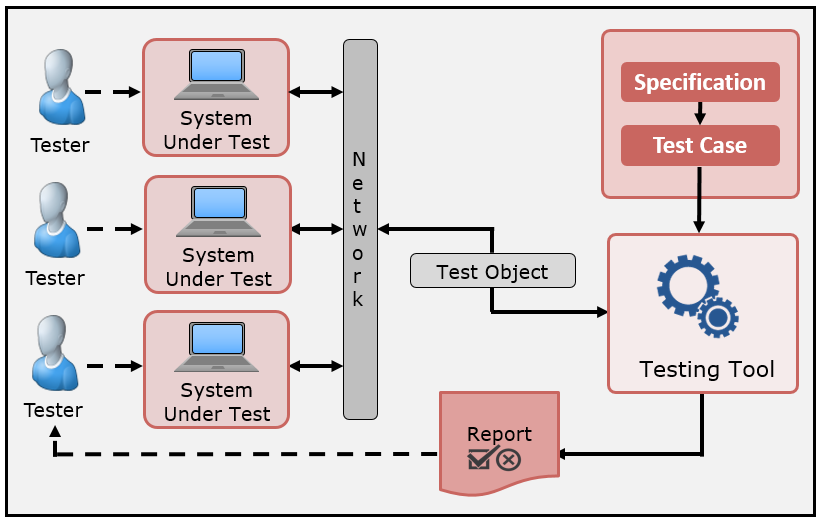 Tester
System
Under Test
Tester
System
Under Test
Tester
System
Under Test
Network
Test Object
Specification
Test Case
Testing Tool
Report